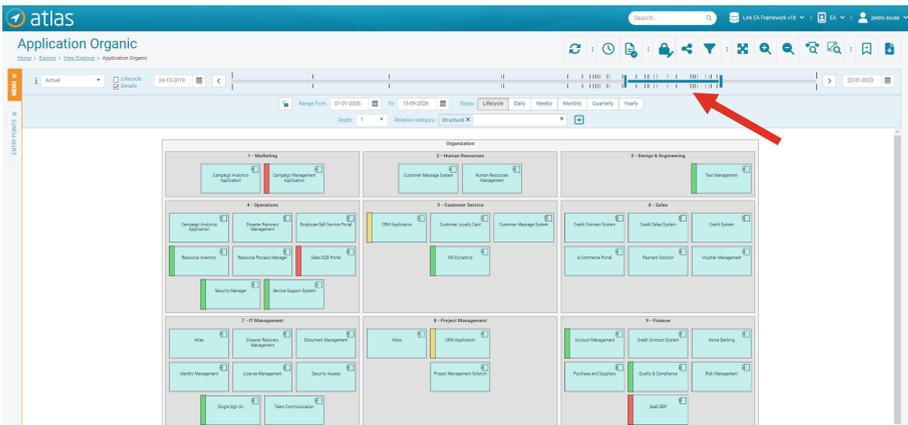 atlas
Search...
Link EA Framework v18
EA
pedro.sousa
Application Organic
Home > Explore > View Explorer > Application Organic
MENU
ENTRY POINTS
Actual
Lifecycle
Details
24-10-2019
22-01-2023
Range from: 01-01-2005 To: 15-09-2026 Steps: Lifecycle Daily Weekly Monthly Quarterly Yearly
Depth: 1 Relation category: Structural
Organization
1 - Marketing
Campaign Analytics Application
Campaign Management Application
2 - Human Resources
Customer Message System
Human Resources Management
3 - Design & Engineering
Test Management
4 - Operations
Campaign Analytics Application
Disaster Recovery Management
Employee Self Service Portal
Resource Inventory
Resource Process Manager
Sales B2B Portal
Security Manager
Service Support System
5 - Customer Service
CRM Application
Customer Loyalty Card
Customer Message System
MS Dynamics
6 - Sales
Credit Contract System
Credit Sales System
Credit System
e-Commerce Portal
Payment Solution
Voucher Management
7 - IT Management
Atlas
Disaster Recovery Management
Document Management
Identity Management
License Management
Security Access
Single Sign On
Team Communication
8 - Project Management
Atlas
CRM Application
Project Management Solution
9 - Finance
Account Management
Credit Contract System
Home Banking
Purchase and Suppliers
Quality & Compliance
Risk Management
SaaS ERP